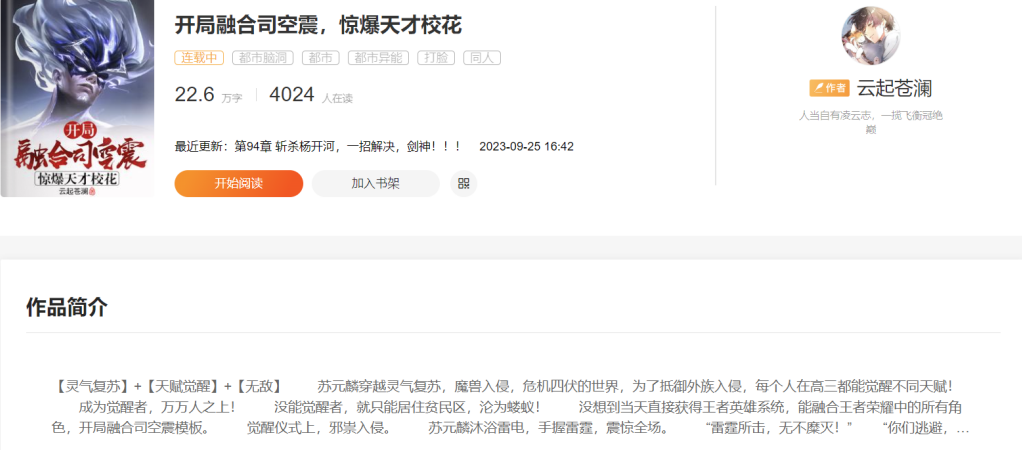 开局融合司空震，惊爆天才校花
连载中 都市脑洞 都市 都市异能 打脸 同人
22.6 万字 4024 人在读
最近更新：第94章 斩杀杨开河，一招解决，剑神！！！ 2023-09-25 16:42
开始阅读 加入书架
开局
融合司空震
惊爆天才校花
云起苍澜
作者 云起苍澜
人当自有凌云志，一揽飞衡冠绝
巅
作品简介
【灵气复苏】+【天赋觉醒】+【无敌】 苏元麟穿越灵气复苏，魔兽入侵，危机四伏的世界，为了抵御外族入侵，每个人在高三都能觉醒不同天赋！
成为觉醒者，万万人之上！ 没能觉醒者，就只能居住贫民区，沦为蝼蚁！ 没想到当天直接获得王者英雄系统，能融合王者荣耀中的所有角
色，开局融合司空震模板。 觉醒仪式上，邪祟入侵。 苏元麟沐浴雷电，手握雷霆，震惊全场。 “雷霆所击，无不糜灭！” “你们逃避，…